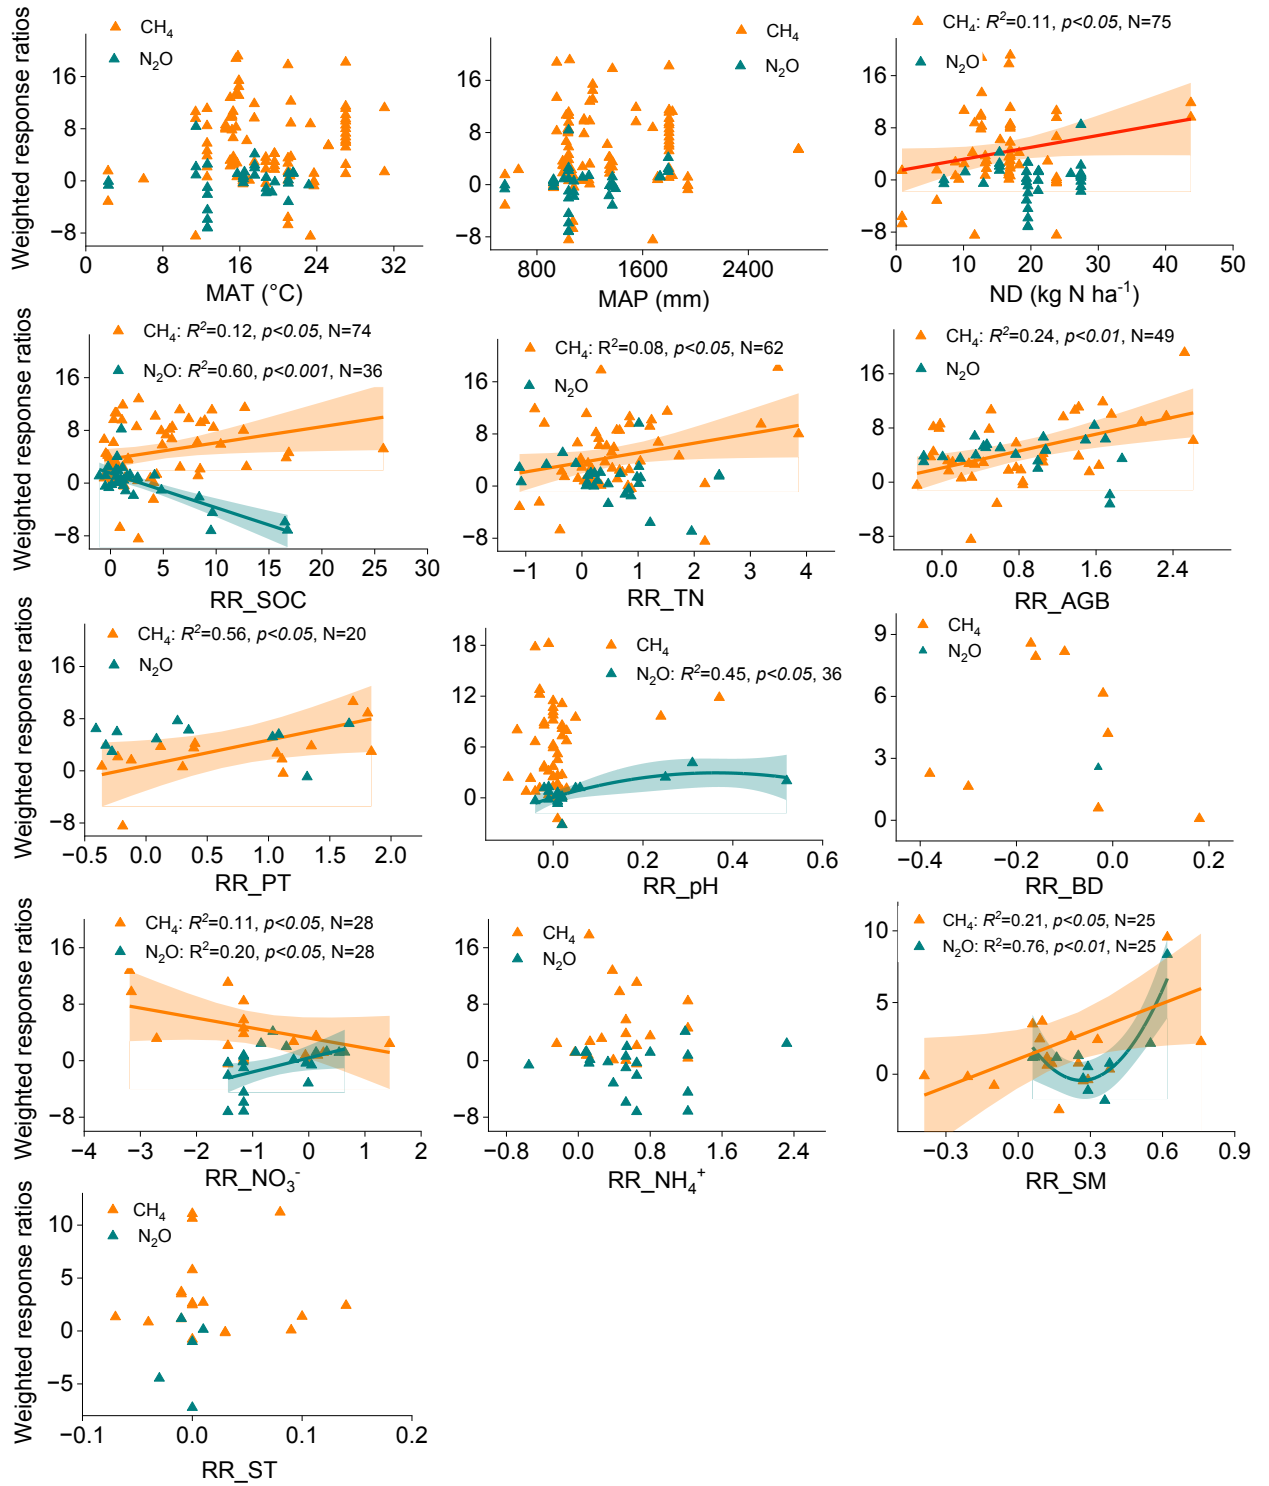 Weighted response ratios
CH₄
N₂O
16
8
0
−8
0
8
16
24
32
MAT (°C)
CH₄
N₂O
16
8
0
−8
800
1600
2400
MAP (mm)
CH₄: R²=0.11, p<0.05, N=75
N₂O
16
8
0
−8
0
10
20
30
40
50
ND (kg N ha⁻¹)
Weighted response ratios
CH₄: R²=0.12, p<0.05, N=74
N₂O: R²=0.60, p<0.001, N=36
16
8
0
−8
0
5
10
15
20
25
30
RR_SOC
CH₄: R²=0.08, p<0.05, N=62
N₂O
16
8
0
−8
−1
0
1
2
3
4
RR_TN
CH₄: R²=0.24, p<0.01, N=49
N₂O
16
8
0
−8
0.0
0.8
1.6
2.4
RR_AGB
Weighted response ratios
CH₄: R²=0.56, p<0.05, N=20
N₂O
16
8
0
−8
−0.5
0.0
0.5
1.0
1.5
2.0
RR_PT
CH₄
N₂O: R²=0.45, p<0.05, 36
18
12
6
0
0.0
0.2
0.4
0.6
RR_pH
CH₄
N₂O
9
6
3
0
−0.4
−0.2
0.0
0.2
RR_BD
Weighted response ratios
CH₄: R²=0.11, p<0.05, N=28
N₂O: R²=0.20, p<0.05, N=28
16
8
0
−8
−4
−3
−2
−1
0
1
2
RR_NO₃⁻
CH₄
N₂O
16
8
0
−8
−0.8
0.0
0.8
1.6
2.4
RR_NH₄⁺
CH₄: R²=0.21, p<0.05, N=25
N₂O: R²=0.76, p<0.01, N=25
10
5
0
−0.3
0.0
0.3
0.6
0.9
RR_SM
Weighted response ratios
CH₄
N₂O
10
5
0
−5
−0.1
0.0
0.1
0.2
RR_ST